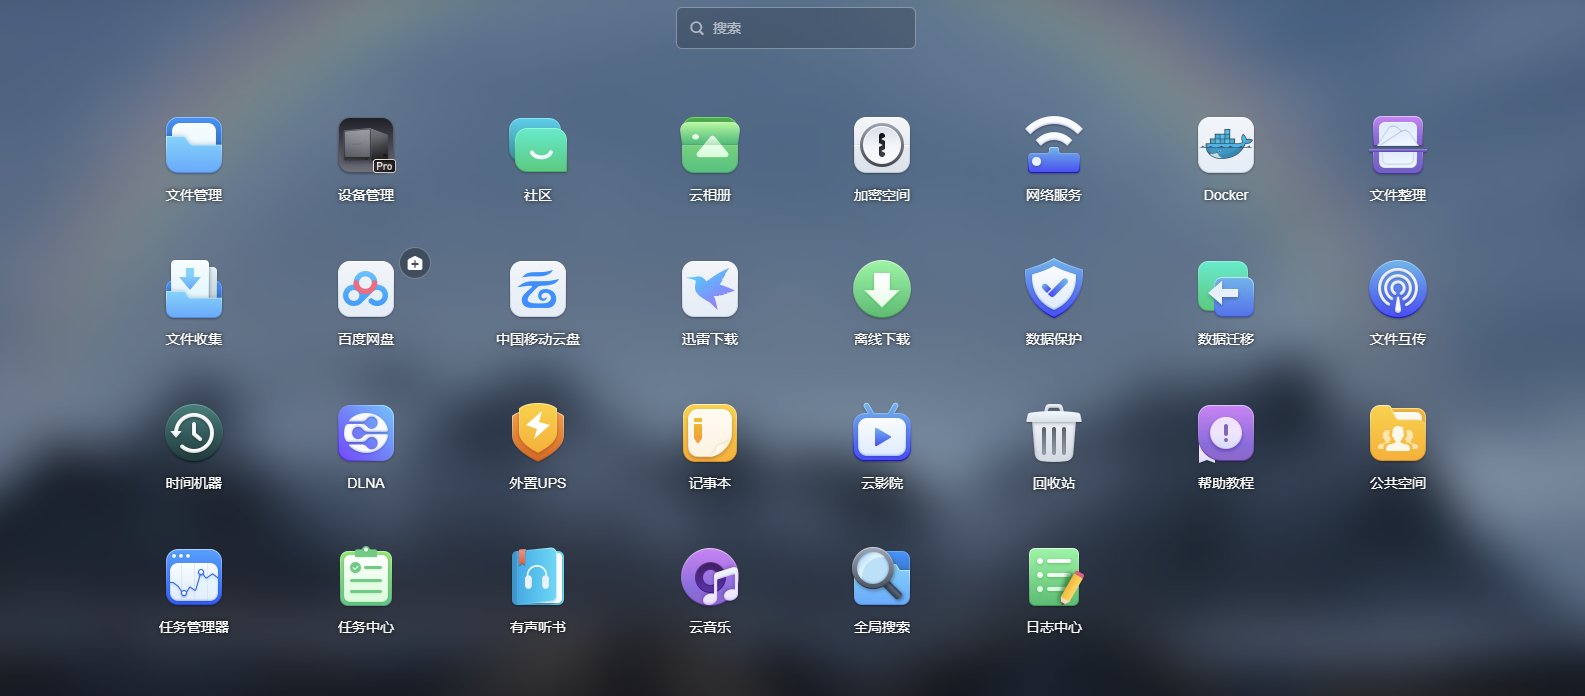 搜索
文件管理
Pro
设备管理
社区
云相册
加密空间
网络服务
Docker
文件整理
文件收集
百度网盘
中国移动云盘
迅雷下载
离线下载
数据保护
数据迁移
文件互传
时间机器
DLNA
外置UPS
记事本
云影院
回收站
帮助教程
公共空间
任务管理器
任务中心
有声听书
云音乐
全局搜索
日志中心